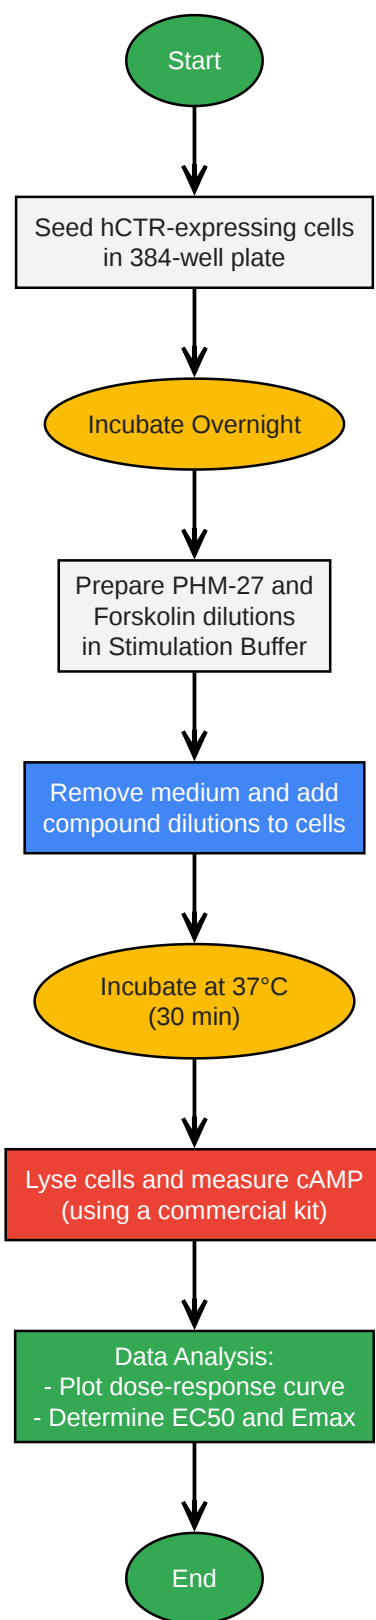 Start
Seed hCTR-expressing cells
in 384-well plate
Incubate Overnight
Prepare PHM-27 and
Forskolin dilutions
in Stimulation Buffer
Remove medium and add
compound dilutions to cells
Incubate at 37°C
(30 min)
Lyse cells and measure cAMP
(using a commercial kit)
Data Analysis:
- Plot dose-response curve
- Determine EC50 and Emax
End